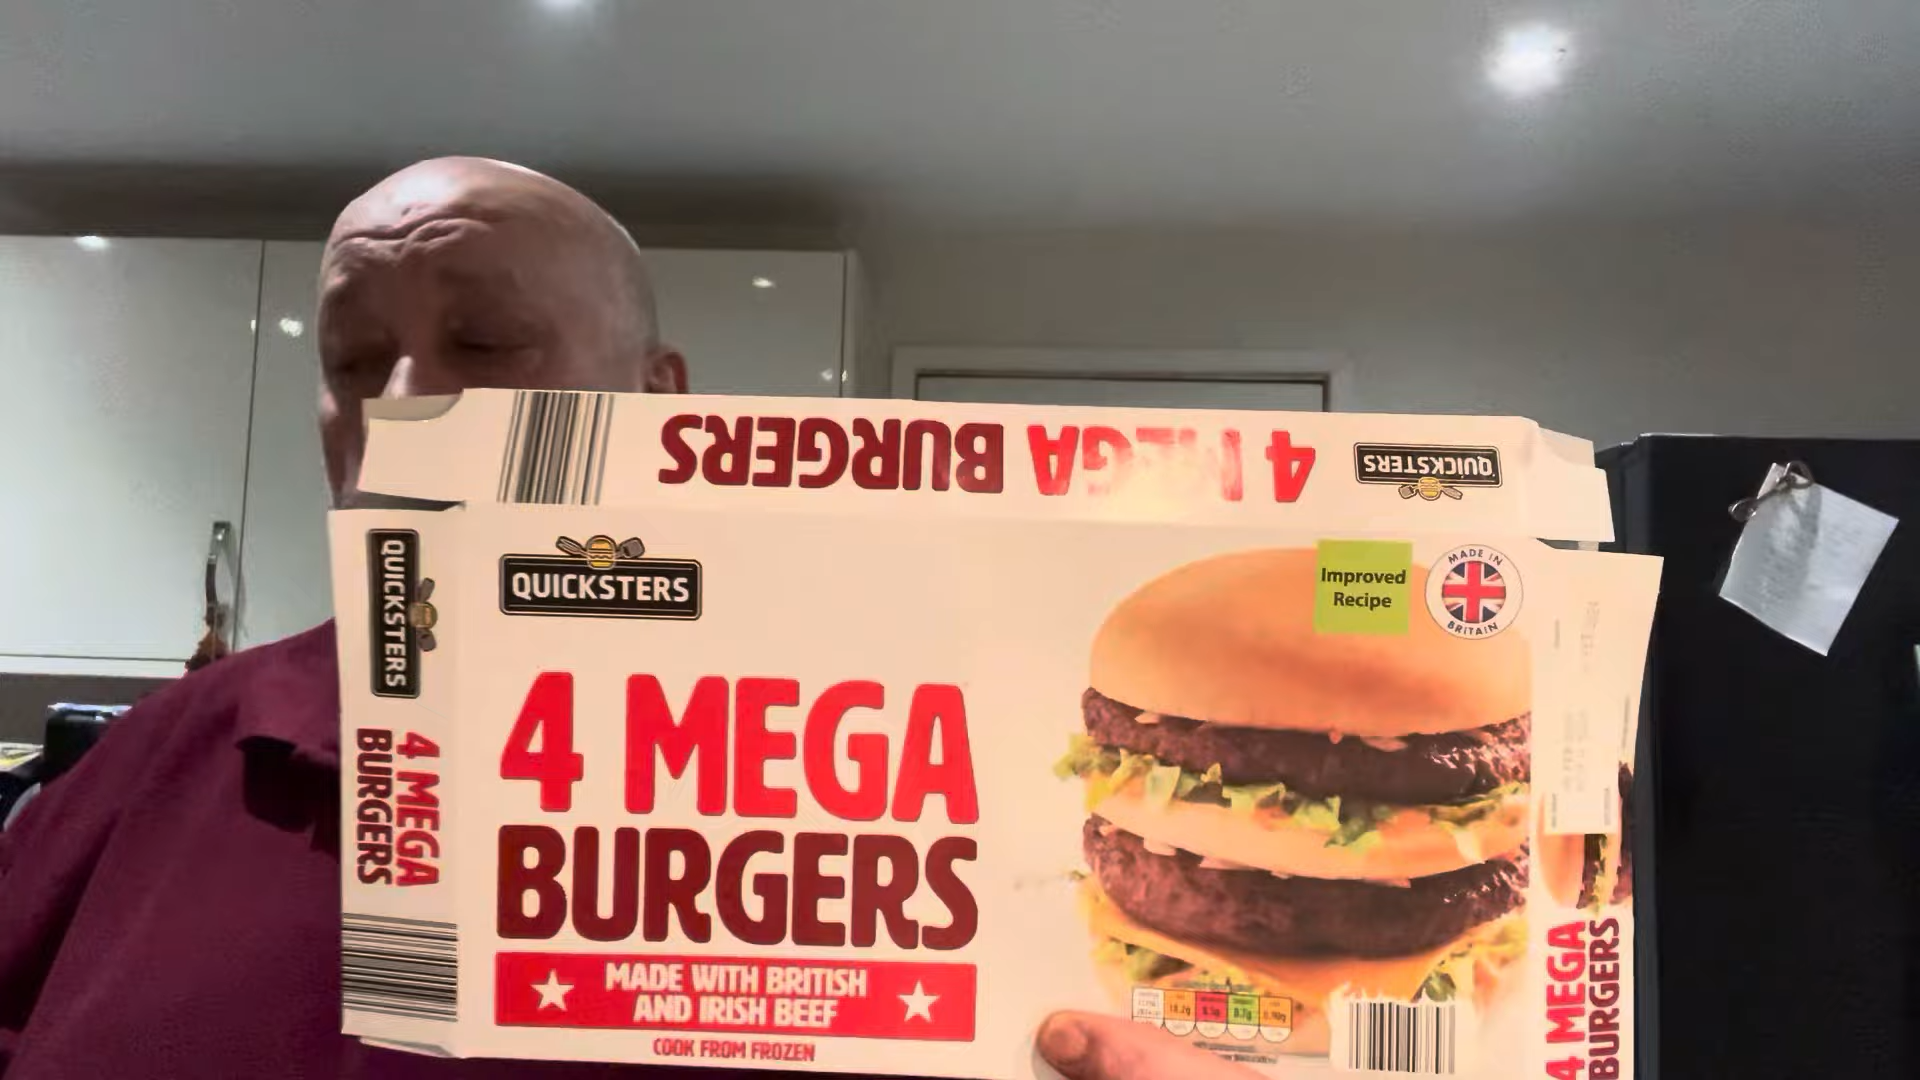 4 MEGA BURGERS
QUICKSTERS
QUICKSTERS
4 MEGA
BURGERS
QUICKSTERS
4 MEGA
BURGERS
MADE WITH BRITISH
AND IRISH BEEF
COOK FROM FROZEN
Improved
Recipe
MADE IN
BRITAIN
4 MEGA
BURGERS